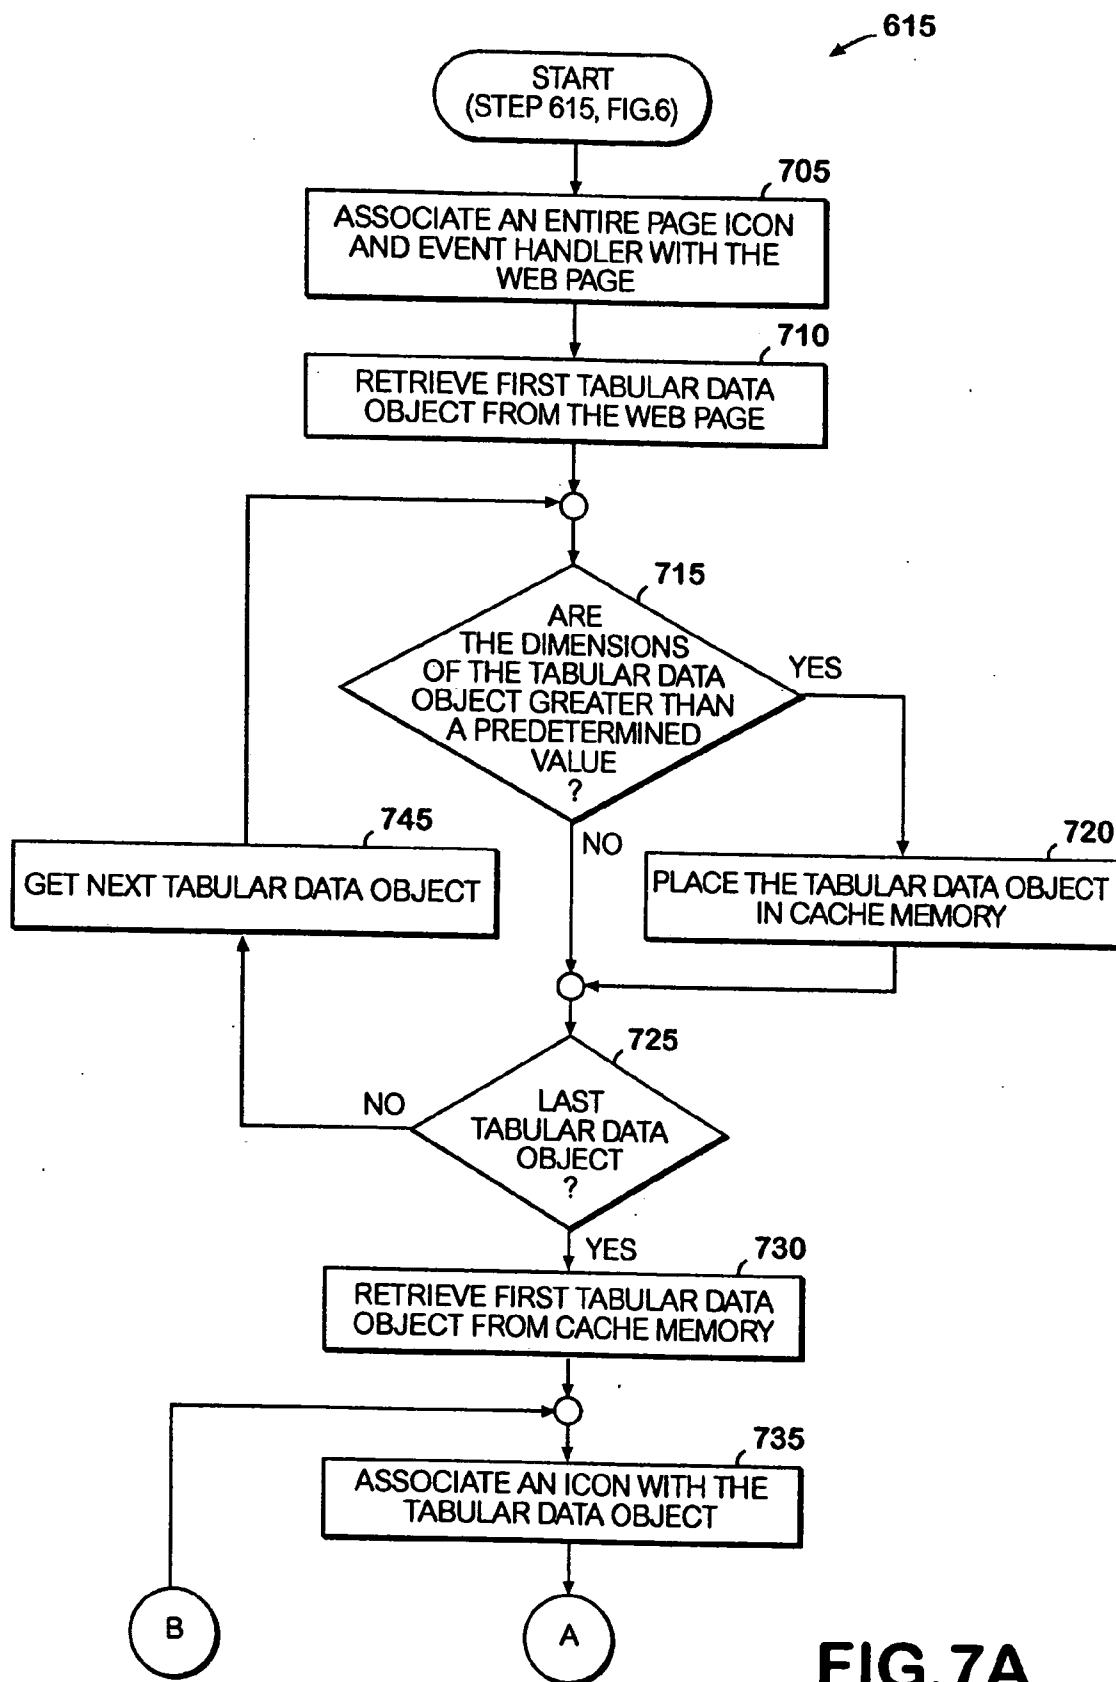 615
START
(STEP 615, FIG.6)
705
ASSOCIATE AN ENTIRE PAGE ICON
AND EVENT HANDLER WITH THE
WEB PAGE
710
RETRIEVE FIRST TABULAR DATA
OBJECT FROM THE WEB PAGE
715
ARE
THE DIMENSIONS
OF THE TABULAR DATA
OBJECT GREATER THAN
A PREDETERMINED
VALUE
?
YES
NO
745
GET NEXT TABULAR DATA OBJECT
720
PLACE THE TABULAR DATA OBJECT
IN CACHE MEMORY
725
LAST
TABULAR DATA
OBJECT
?
NO
YES
730
RETRIEVE FIRST TABULAR DATA
OBJECT FROM CACHE MEMORY
735
ASSOCIATE AN ICON WITH THE
TABULAR DATA OBJECT
B
A
FIG.7A